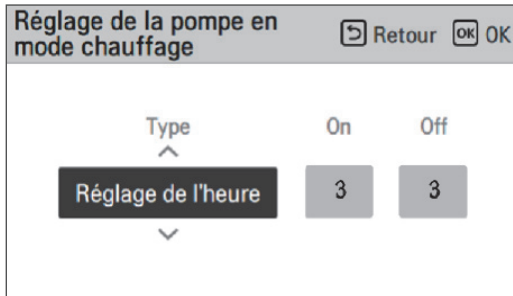 Réglage de la pompe en
mode chauffage
Retour OK OK
Type On Off
Réglage de l'heure 3 3